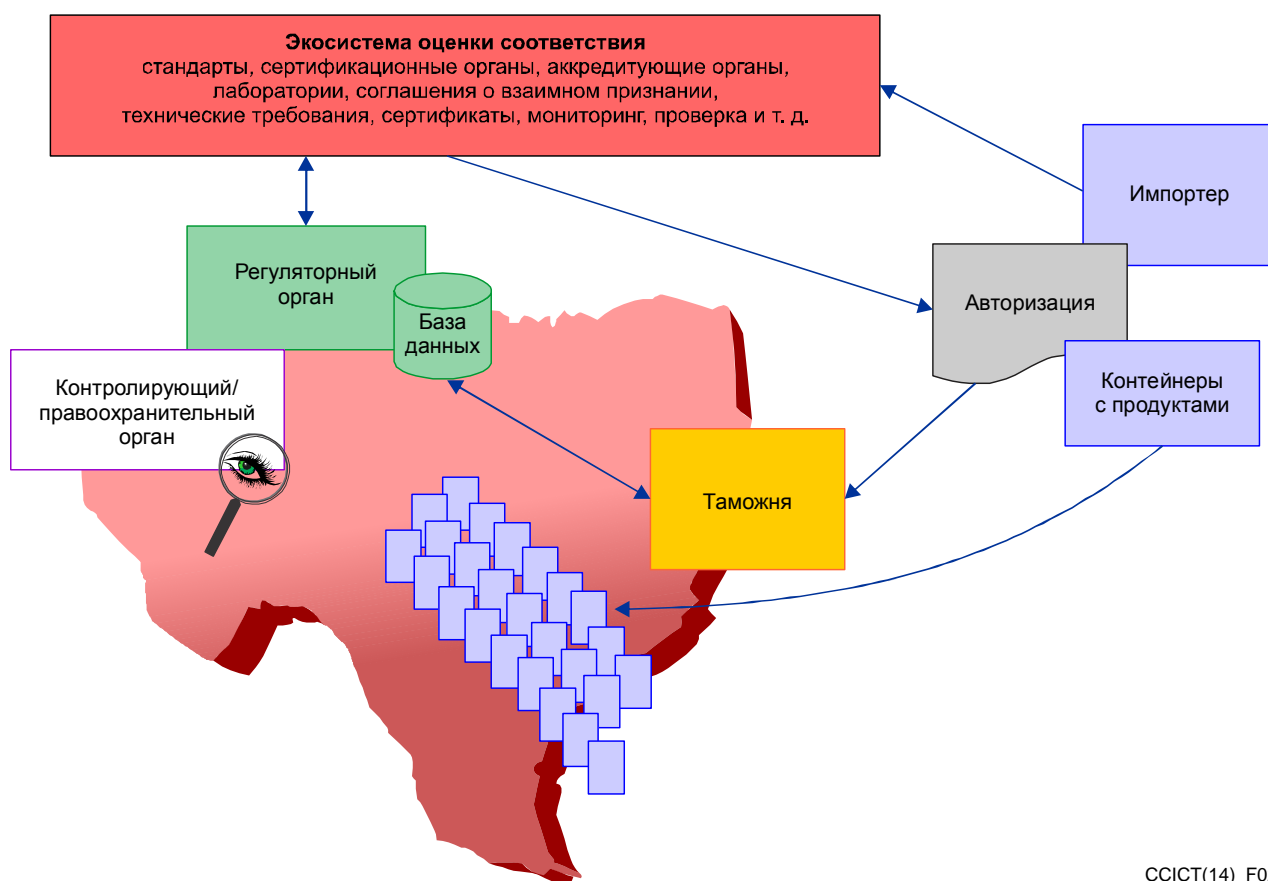 Экосистема оценки соответствия
стандарты, сертификационные органы, аккредитующие органы,
лаборатории, соглашения о взаимном признании,
технические требования, сертификаты, мониторинг, проверка и т. д.
Импортер
Регуляторный
орган
База
данных
Авторизация
Контролирующий/
правоохранительный
орган
Контейнеры
с продуктами
Таможня
CCICT(14)_F0